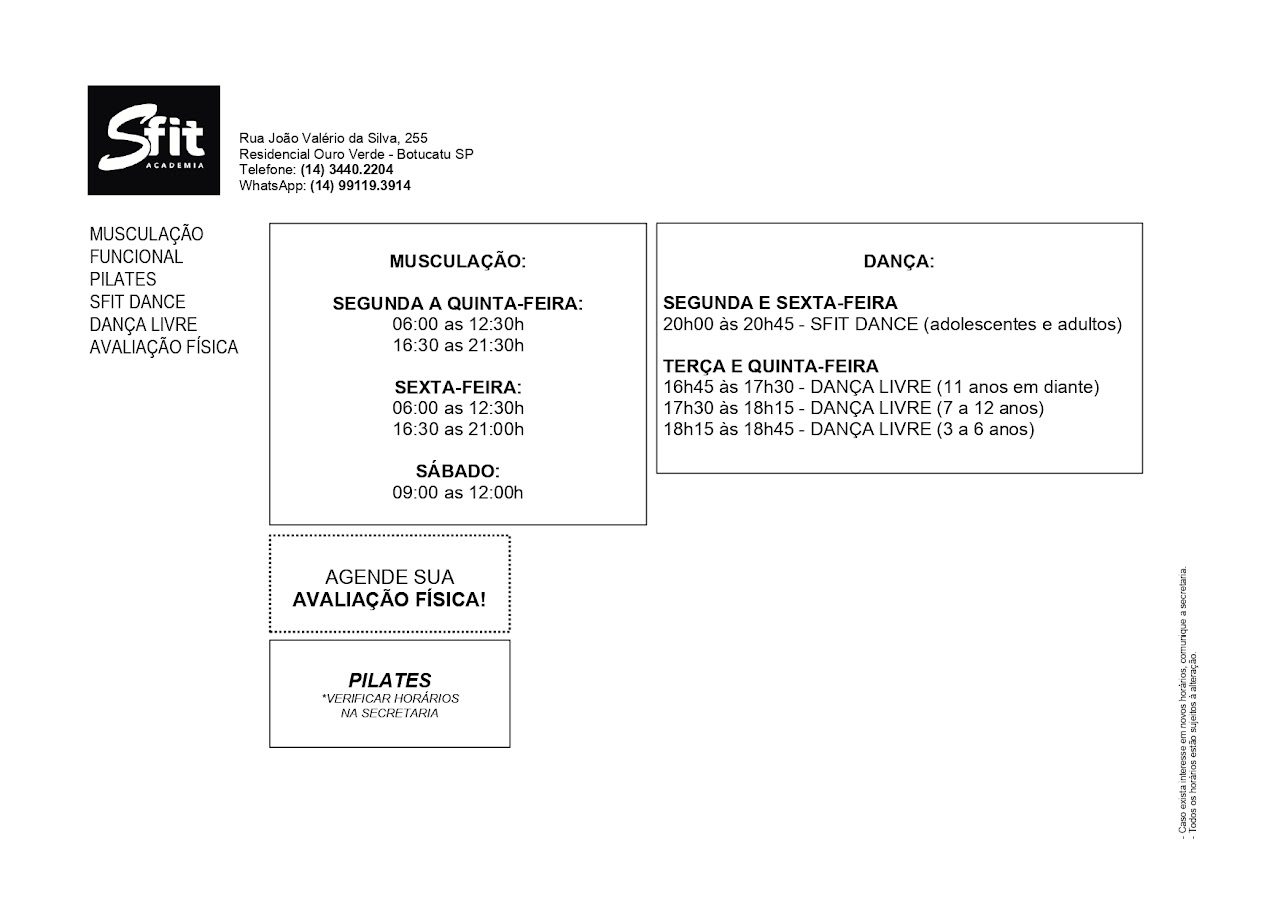 Sfit
ACADEMIA
Rua João Valério da Silva, 255
Residencial Ouro Verde - Botucatu SP
Telefone: (14) 3440.2204
WhatsApp: (14) 99119.3914
MUSCULAÇÃO
FUNCIONAL
PILATES
SFIT DANCE
DANÇA LIVRE
AVALIAÇÃO FÍSICA
MUSCULAÇÃO:
SEGUNDA A QUINTA-FEIRA:
06:00 as 12:30h
16:30 as 21:30h
SEXTA-FEIRA:
06:00 as 12:30h
16:30 as 21:00h
SÁBADO:
09:00 as 12:00h
DANÇA:
SEGUNDA E SEXTA-FEIRA
20h00 às 20h45 - SFIT DANCE (adolescentes e adultos)
TERÇA E QUINTA-FEIRA
16h45 às 17h30 - DANÇA LIVRE (11 anos em diante)
17h30 às 18h15 - DANÇA LIVRE (7 a 12 anos)
18h15 às 18h45 - DANÇA LIVRE (3 a 6 anos)
AGENDE SUA
AVALIAÇÃO FÍSICA!
PILATES
*VERIFICAR HORÁRIOS
NA SECRETARIA
- Caso exista interesse em novos horários, comunique a secretaria.
- Todos os horários estão sujeitos à alteração.